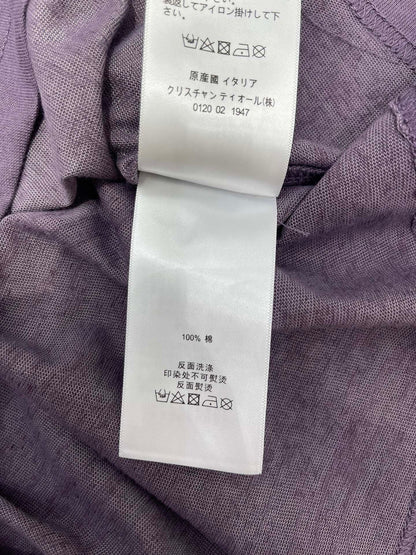 裏返してアイロン掛けして下
さい。
原産國 イタリア
クリスチャン ディオール(株)
0120 02 1947
100% 棉
反面洗涤
印染处不可熨烫
反面熨烫